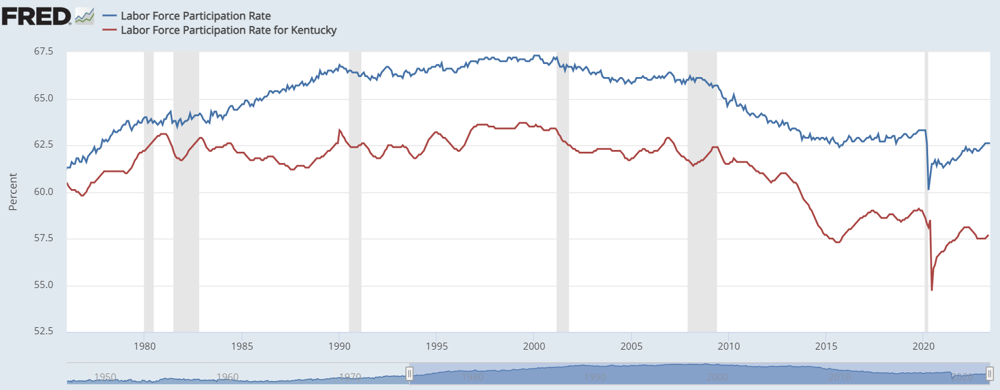 FRED
Labor Force Participation Rate
Labor Force Participation Rate for Kentucky
67.5
65.0
62.5
60.0
57.5
55.0
52.5
Percent
1980 1985 1990 1995 2000 2005 2010 2015 2020
1950 1960 1970 1980 1990 2000 2010 2020